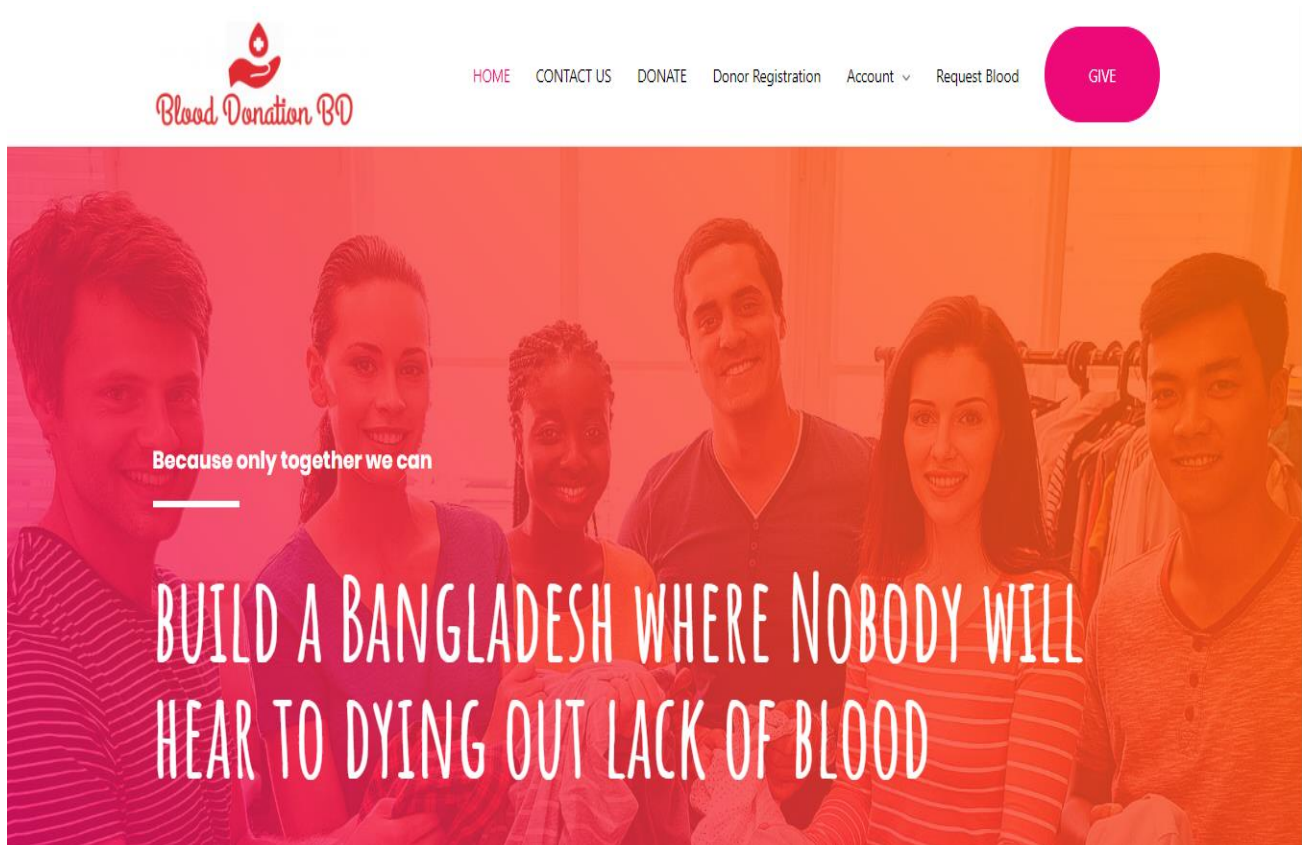 Blood Donation BD
HOME CONTACT US DONATE Donor Registration Account Request Blood GIVE
Because only together we can
BUILD A BANGLADESH WHERE NOBODY WILL
HEAR TO DYING OUT LACK OF BLOOD